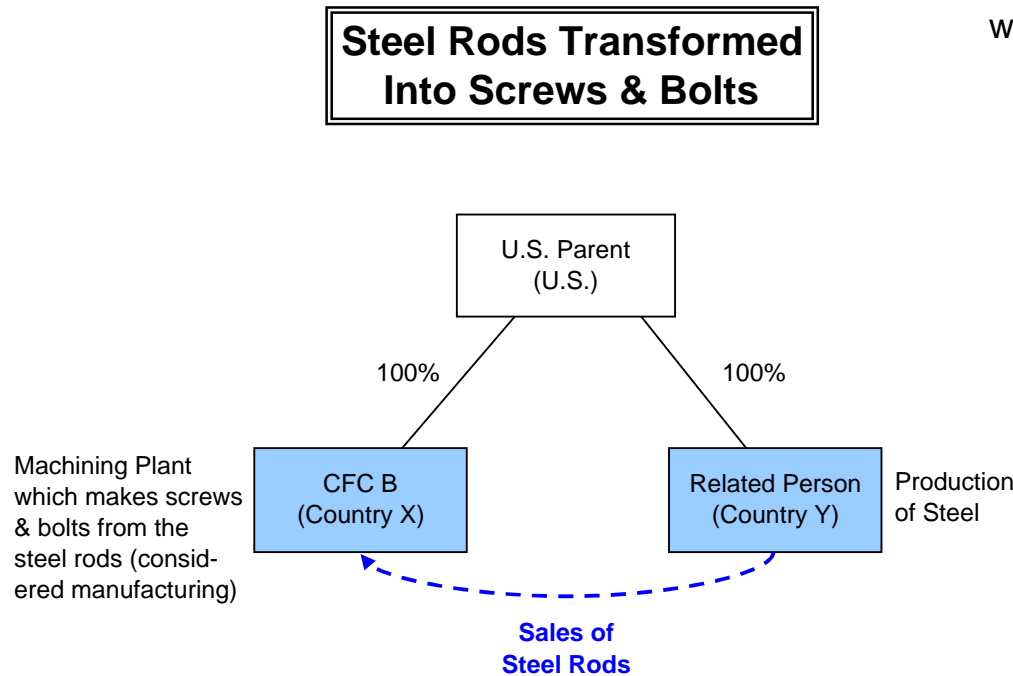 Steel Rods Transformed
Into Screws & Bolts
w
U.S. Parent
(U.S.)
100%
100%
Machining Plant
which makes screws
& bolts from the
steel rods (consid-
ered manufacturing)
CFC B
(Country X)
Related Person
(Country Y)
Production
of Steel
Sales of
Steel Rods